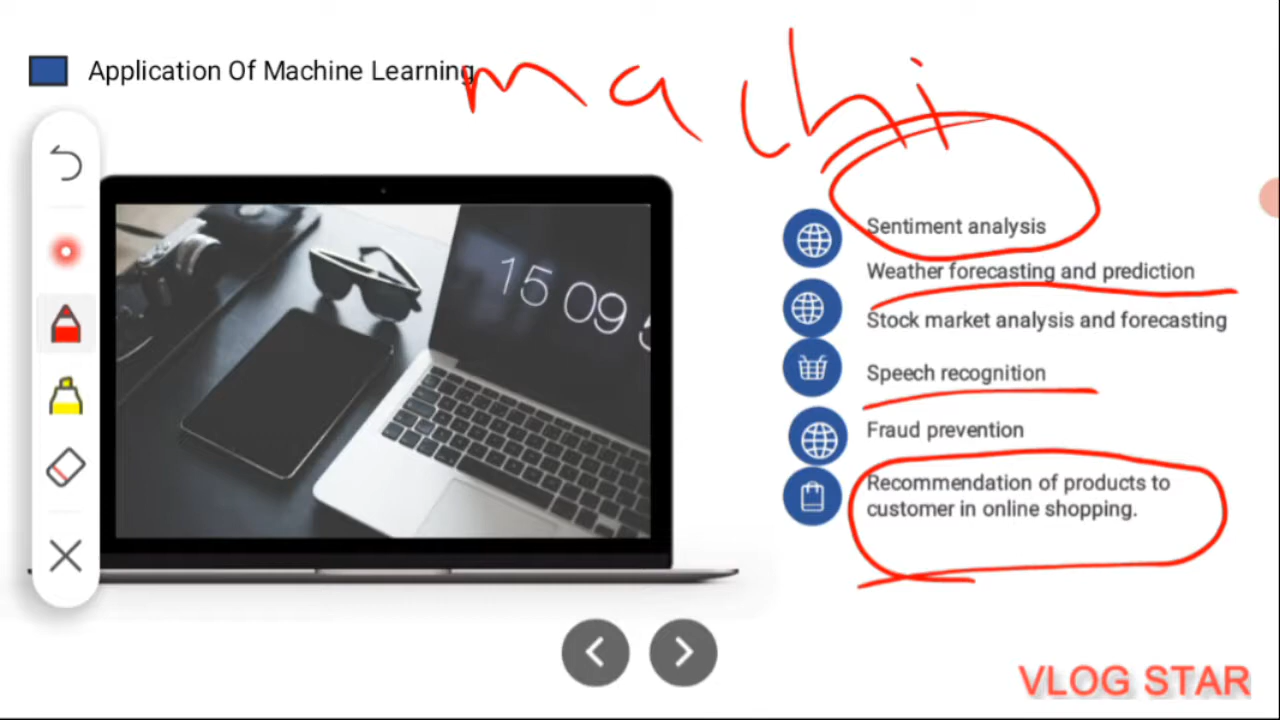 Application Of Machine Learning
machi
15 09
Sentiment analysis
Weather forecasting and prediction
Stock market analysis and forecasting
Speech recognition
Fraud prevention
Recommendation of products to
customer in online shopping.
VLOG STAR